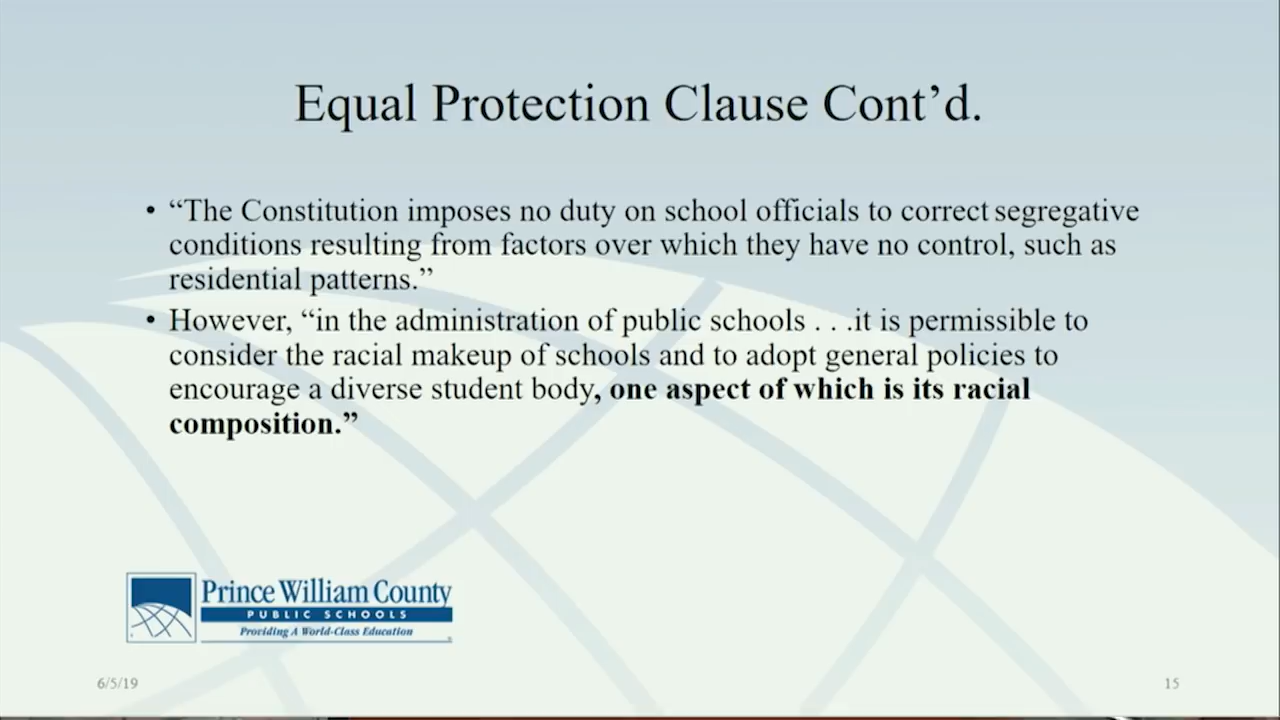 Equal Protection Clause Cont’d.
• “The Constitution imposes no duty on school officials to correct segregative
conditions resulting from factors over which they have no control, such as
residential patterns.”
• However, “in the administration of public schools . . .it is permissible to
consider the racial makeup of schools and to adopt general policies to
encourage a diverse student body, one aspect of which is its racial
composition.”
Prince William County
PUBLIC SCHOOLS
Providing A World-Class Education
6/5/19
15